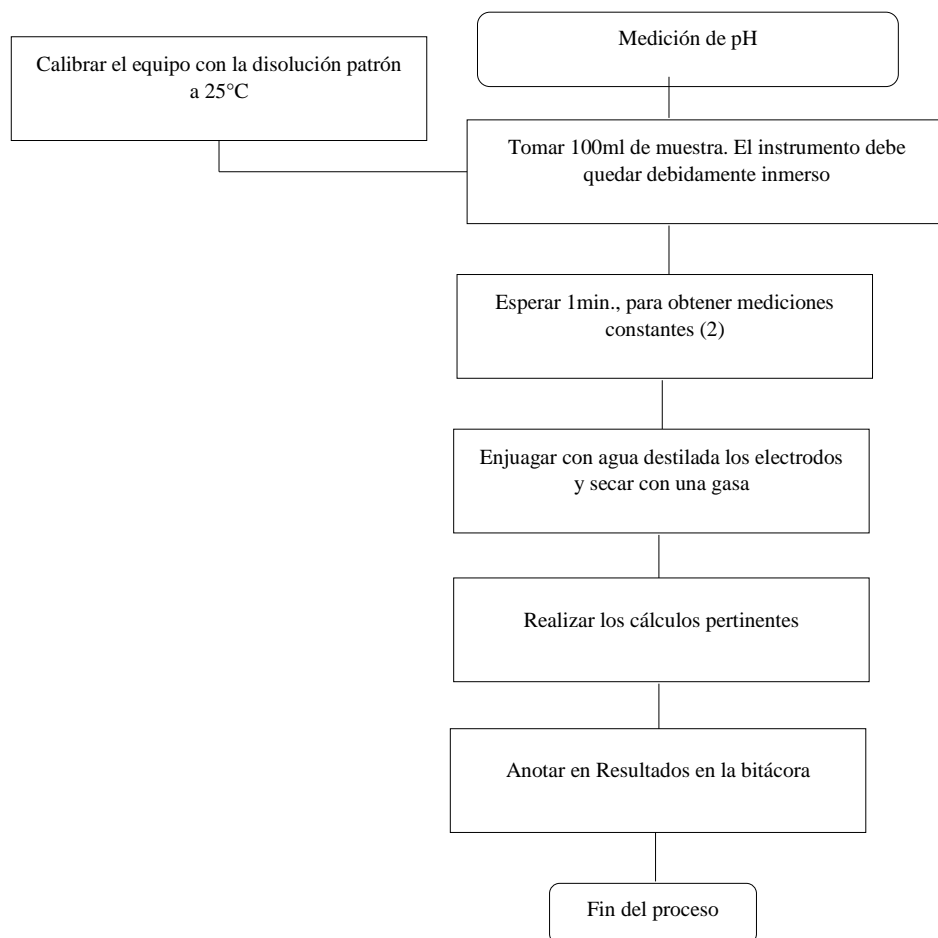 Medición de pH
Calibrar el equipo con la disolución patrón
a 25°C
Tomar 100ml de muestra. El instrumento debe
quedar debidamente inmerso
Esperar 1min., para obtener mediciones
constantes (2)
Enjuagar con agua destilada los electrodos
y secar con una gasa
Realizar los cálculos pertinentes
Anotar en Resultados en la bitácora
Fin del proceso